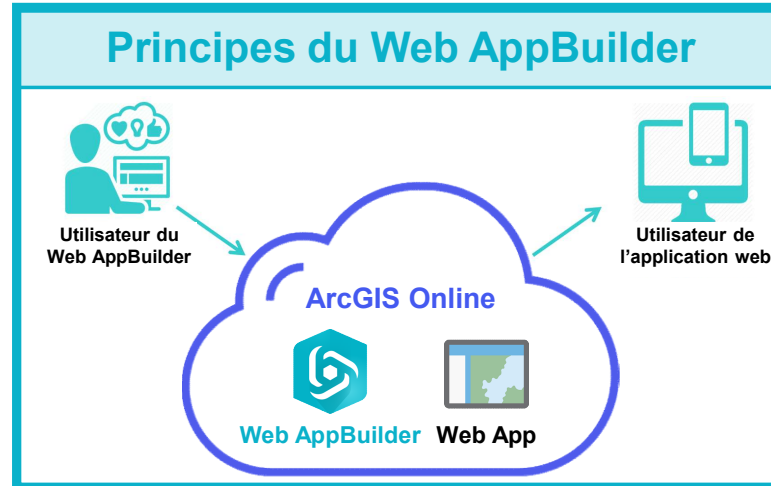 Principes du Web AppBuilder
Utilisateur du
Web AppBuilder
Utilisateur de
l'application web
ArcGIS Online
Web AppBuilder
Web App